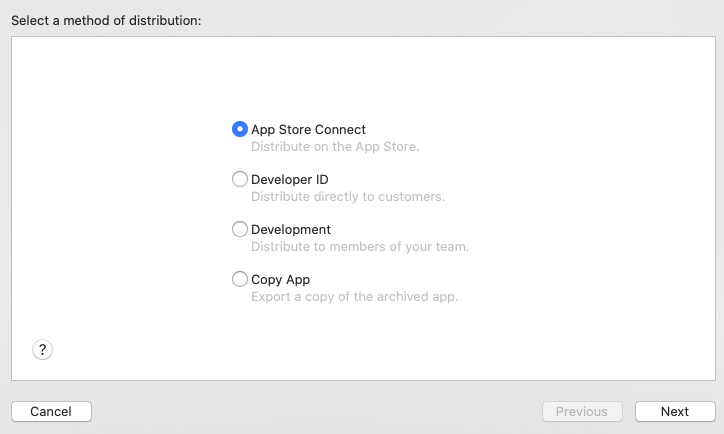 Select a method of distribution:
App Store Connect
Distribute on the App Store.
Developer ID
Distribute directly to customers.
Development
Distribute to members of your team.
Copy App
Export a copy of the archived app.
?
Cancel
Previous
Next